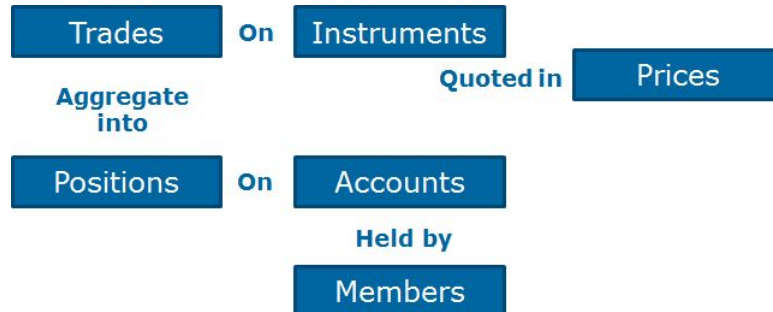 Trades On Instruments
Quoted in Prices
Aggregate
into
Positions On Accounts
Held by
Members